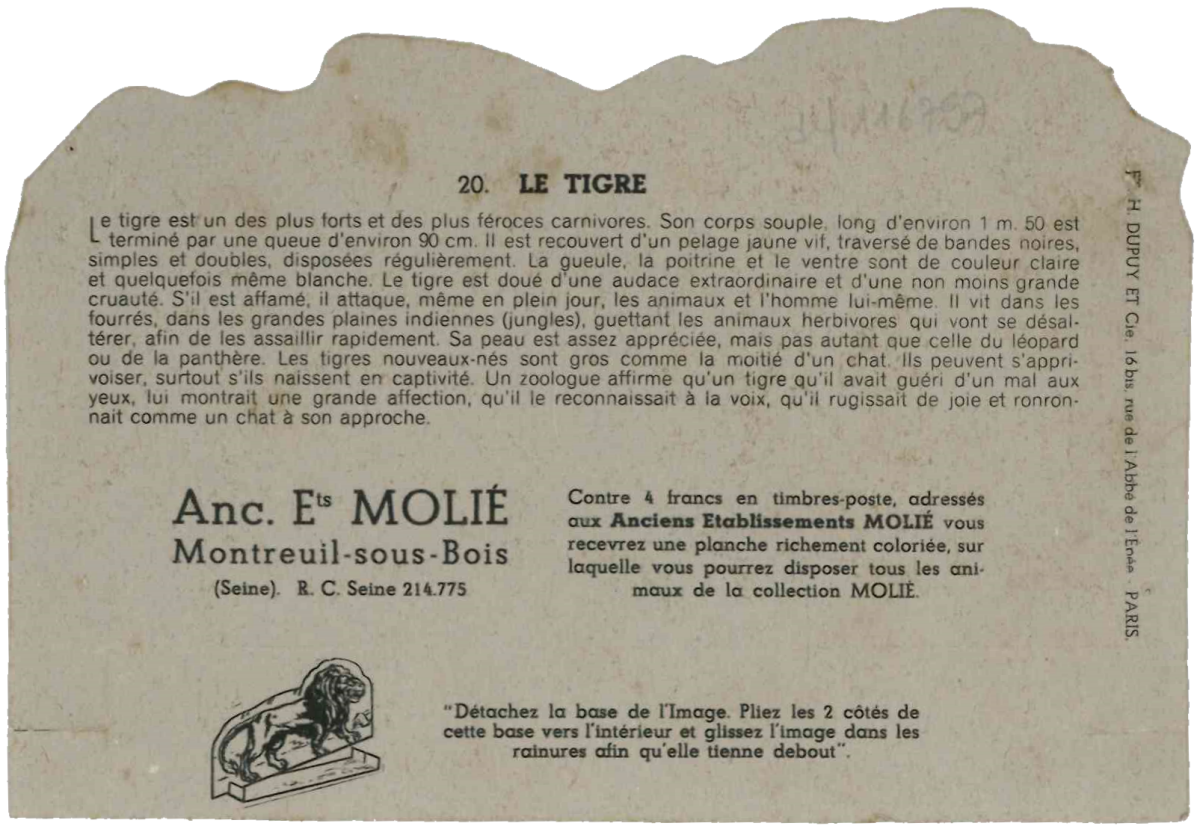 20. LE TIGRE
Le tigre est un des plus forts et des plus féroces carnivores. Son corps souple, long d'environ 1 m. 50 est
terminé par une queue d'environ 90 cm. Il est recouvert d'un pelage jaune vif, traversé de bandes noires,
simples et doubles, disposées régulièrement. La gueule, la poitrine et le ventre sont de couleur claire
et quelquefois même blanche. Le tigre est doué d'une audace extraordinaire et d'une non moins grande
cruauté. S'il est affamé, il attaque, même en plein jour, les animaux et l'homme lui-même. Il vit dans les
fourrés, dans les grandes plaines indiennes (jungles), guettant les animaux herbivores qui vont se désal-
térer, afin de les assaillir rapidement. Sa peau est assez appréciée, mais pas autant que celle du léopard
ou de la panthère. Les tigres nouveaux-nés sont gros comme la moitié d'un chat. Ils peuvent s'appri-
voiser, surtout s'ils naissent en captivité. Un zoologue affirme qu'un tigre qu'il avait guéri d'un mal aux
yeux, lui montrait une grande affection, qu'il le reconnaissait à la voix, qu'il rugissait de joie et ronron-
nait comme un chat à son approche.
Anc. Ets MOLIÉ
Montreuil-sous-Bois
(Seine). R. C. Seine 214.775
Contre 4 francs en timbres-poste, adressés
aux Anciens Etablissements MOLIÉ vous
recevrez une planche richement coloriée, sur
laquelle vous pourrez disposer tous les ani-
maux de la collection MOLIÉ.
"Détachez la base de l'Image. Pliez les 2 côtés de
cette base vers l'intérieur et glissez l'image dans les
rainures afin qu'elle tienne debout".
H. DUPUY ET Cie, 16 bis, rue de l'Abbé de l'Épée - PARIS.